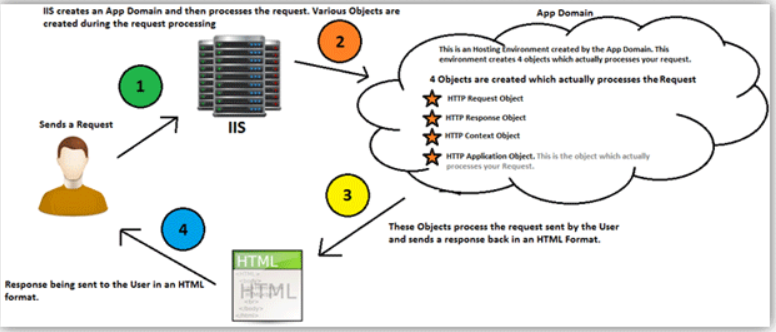 IIS creates an App Domain and then processes the request. Various Objects are
created during the request processing
App Domain
2
This is an Hosting Environment created by the App Domain. This
environment creates 4 objects which actually processes your request.
4 Objects are created which actually processes the Request
HTTP Request Object
HTTP Response Object
HTTP Context Object
HTTP Application Object. This is the object which actually
processes your Request.
1
Sends a Request
IIS
3
These Objects process the request sent by the User
and sends a response back in an HTML Format.
4
HTML
HTML
Response being sent to the User in an HTML
format.